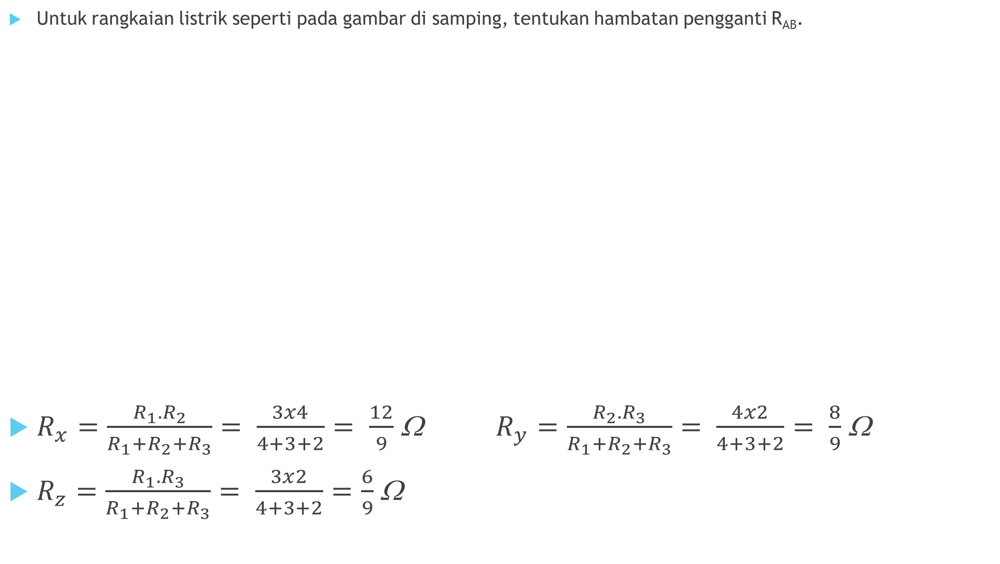 Untuk rangkaian listrik seperti pada gambar di samping, tentukan hambatan pengganti R_AB.
R_x = R_1.R_2 / R_1+R_2+R_3 = 3x4 / 4+3+2 = 12/9 Ω R_y = R_2.R_3 / R_1+R_2+R_3 = 4x2 / 4+3+2 = 8/9 Ω
R_z = R_1.R_3 / R_1+R_2+R_3 = 3x2 / 4+3+2 = 6/9 Ω